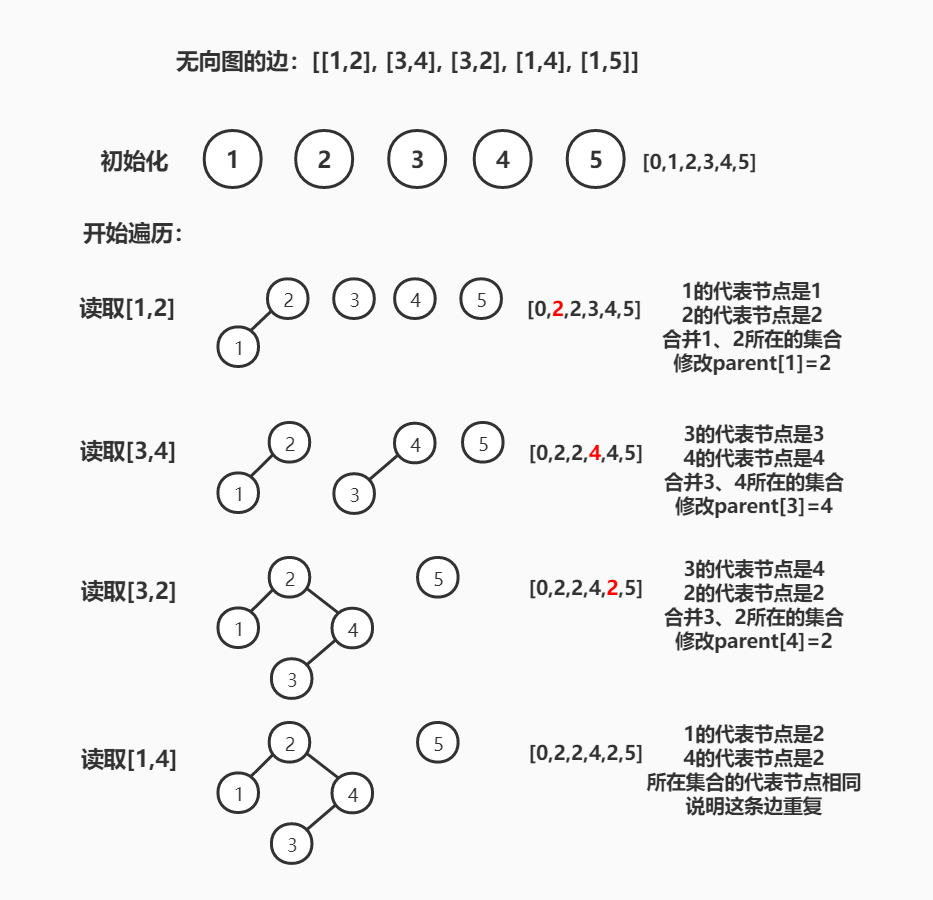 无向图的边：[[1,2], [3,4], [3,2], [1,4], [1,5]]
初始化 1 2 3 4 5 [0,1,2,3,4,5]
开始遍历：
读取[1,2]
2 3 4 5
1
[0,2,2,3,4,5]
1的代表节点是1
2的代表节点是2
合并1、2所在的集合
修改parent[1]=2
读取[3,4]
2 4 5
1 3
[0,2,2,4,4,5]
3的代表节点是3
4的代表节点是4
合并3、4所在的集合
修改parent[3]=4
读取[3,2]
2 5
1 4
3
[0,2,2,4,2,5]
3的代表节点是4
2的代表节点是2
合并3、2所在的集合
修改parent[4]=2
读取[1,4]
2 5
1 4
3
[0,2,2,4,2,5]
1的代表节点是2
4的代表节点是2
所在集合的代表节点相同
说明这条边重复